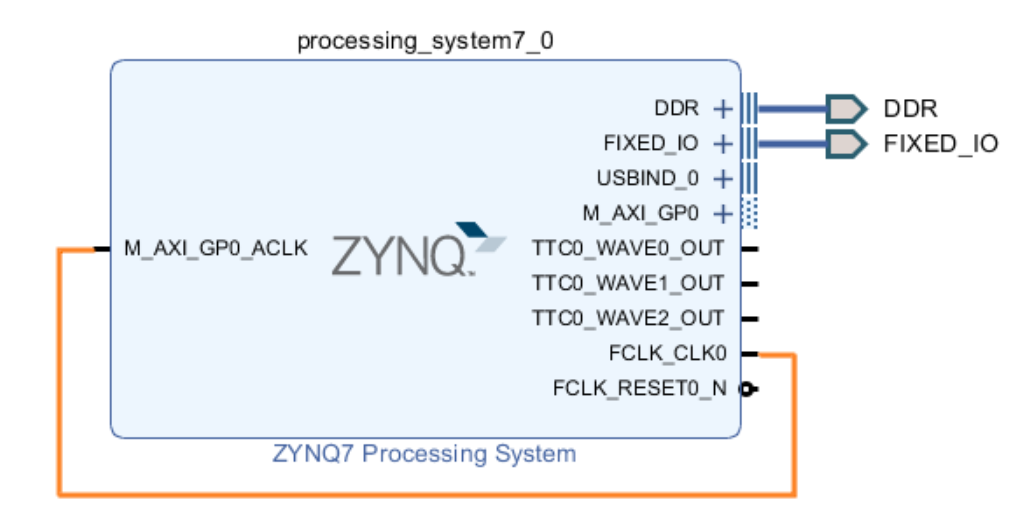 processing_system7_0
DDR
DDR
FIXED_IO
FIXED_IO
USBIND_0
M_AXI_GP0
M_AXI_GP0_ACLK
ZYNQ
TTC0_WAVE0_OUT
TTC0_WAVE1_OUT
TTC0_WAVE2_OUT
FCLK_CLK0
FCLK_RESET0_N
ZYNQ7 Processing System